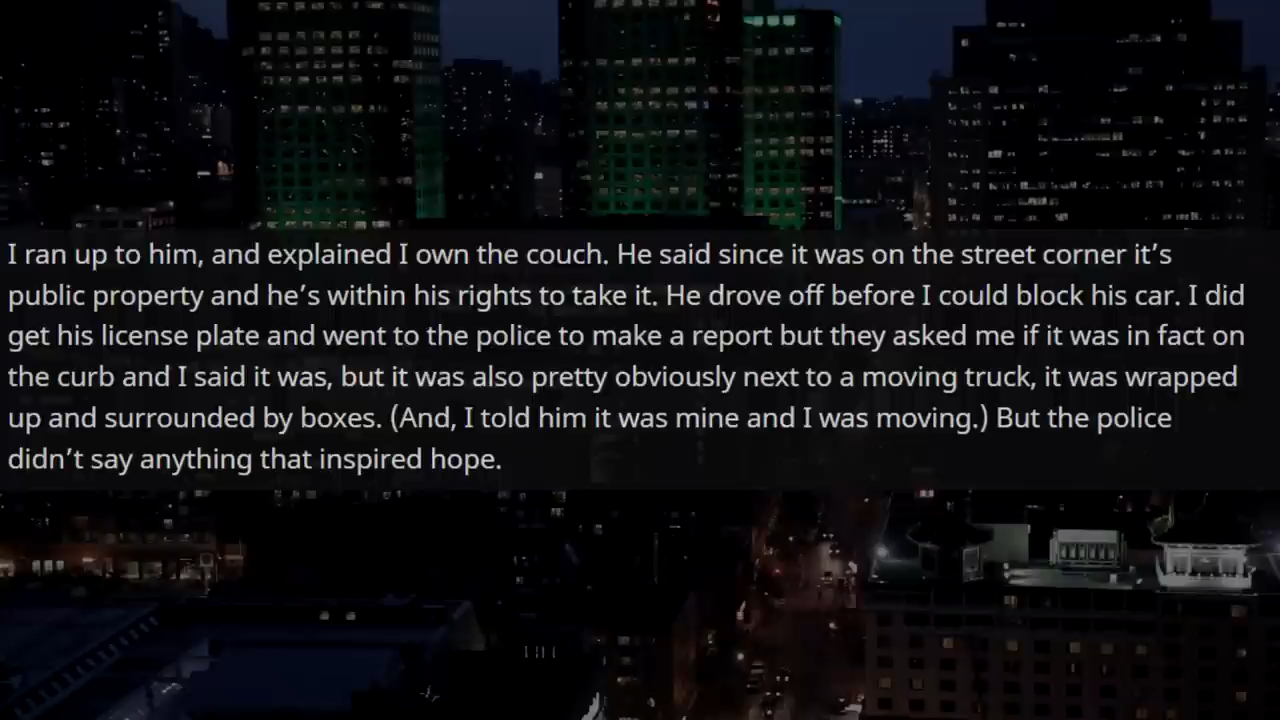 I ran up to him, and explained I own the couch. He said since it was on the street corner it’s
public property and he’s within his rights to take it. He drove off before I could block his car. I did
get his license plate and went to the police to make a report but they asked me if it was in fact on
the curb and I said it was, but it was also pretty obviously next to a moving truck, it was wrapped
up and surrounded by boxes. (And, I told him it was mine and I was moving.) But the police
didn’t say anything that inspired hope.